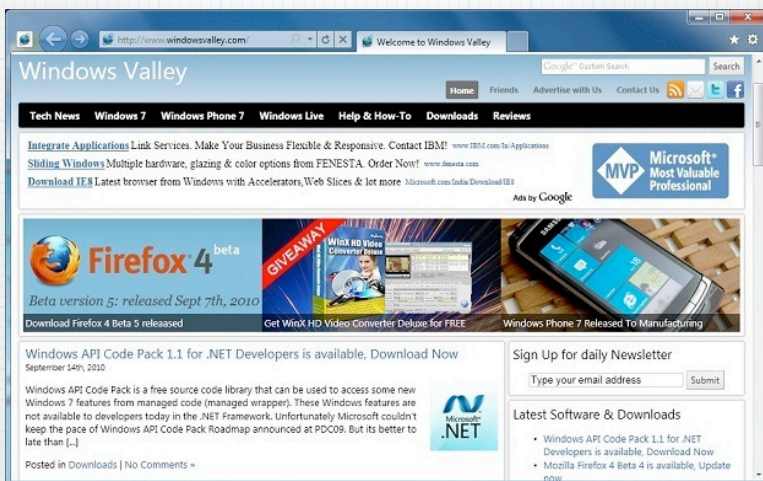 http://www.windowsvalley.com/
Welcome to Windows Valley
Windows Valley
Google™ Custom Search
Search
Home Friends Advertise with Us Contact Us
Tech News Windows 7 Windows Phone 7 Windows Live Help & How-To Downloads Reviews
Integrate Applications Link Services. Make Your Business Flexible & Responsive. Contact IBM! www.IBM.com/In/Applications
Sliding Windows Multiple hardware, glazing & color options from FENESTA. Order Now! www.fenesta.com
Download IE8 Latest browser from Windows with Accelerators,Web Slices & lot more Microsoft.com/India/Download/IE8
Ads by Google
MVP
Microsoft®
Most Valuable
Professional
Firefox 4 beta
Beta version 5: released Sept 7th, 2010
Download Firefox 4 Beta 5 releaased
GIVEAWAY
WinX HD Video
Converter Deluxe
Get WinX HD Video Converter Deluxe for FREE
Windows Phone 7 Released To Manufacturing
Windows API Code Pack 1.1 for .NET Developers is available, Download Now
September 14th, 2010
Windows API Code Pack is a free source code library that can be used to access some new
Windows 7 features from managed code (managed wrapper). These Windows features are
not available to developers today in the .NET Framework. Unfortunately Microsoft couldn't
keep the pace of Windows API Code Pack Roadmap announced at PDC09. But its better to
late than [...]
Microsoft®
.NET
Posted in Downloads | No Comments »
Sign Up for daily Newsletter
Type your email address
Submit
Latest Software & Downloads
Windows API Code Pack 1.1 for .NET
Developers is available, Download Now
Mozilla Firefox 4 Beta 4 is available, Update
now